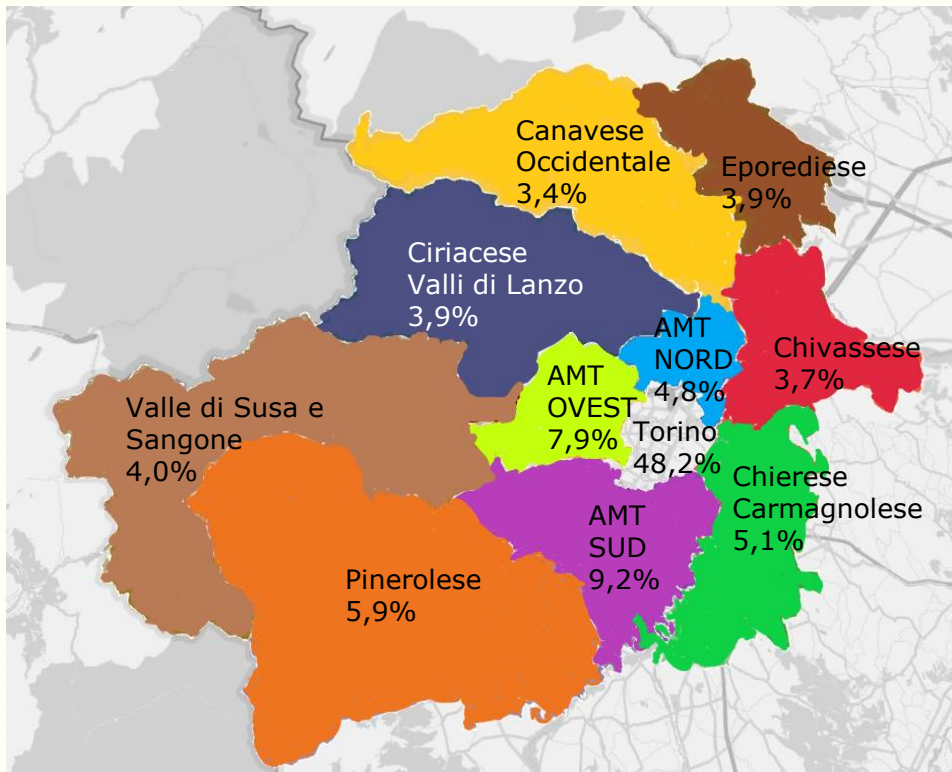 Canavese
Occidentale
3,4%
Eporediese
3,9%
Ciriacese
Valli di Lanzo
3,9%
AMT
NORD
4,8%
Chivassese
3,7%
AMT
OVEST
7,9%
Valle di Susa e
Sangone
4,0%
Torino
48,2%
Chierese
Carmagnolese
5,1%
AMT
SUD
9,2%
Pinerolese
5,9%